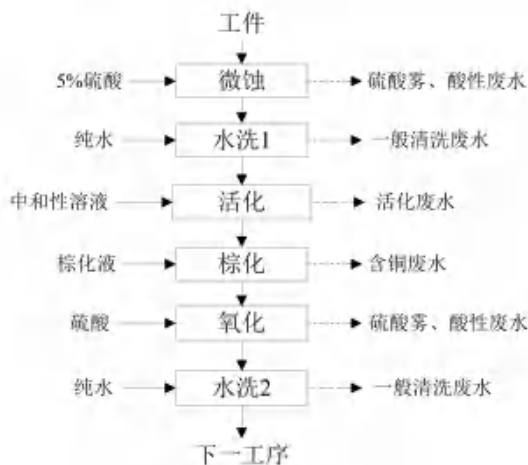 工件
5%硫酸 微蚀 硫酸雾、酸性废水
纯水 水洗1 一般清洗废水
中和性溶液 活化 活化废水
棕化液 棕化 含铜废水
硫酸 氧化 硫酸雾、酸性废水
纯水 水洗2 一般清洗废水
下一工序